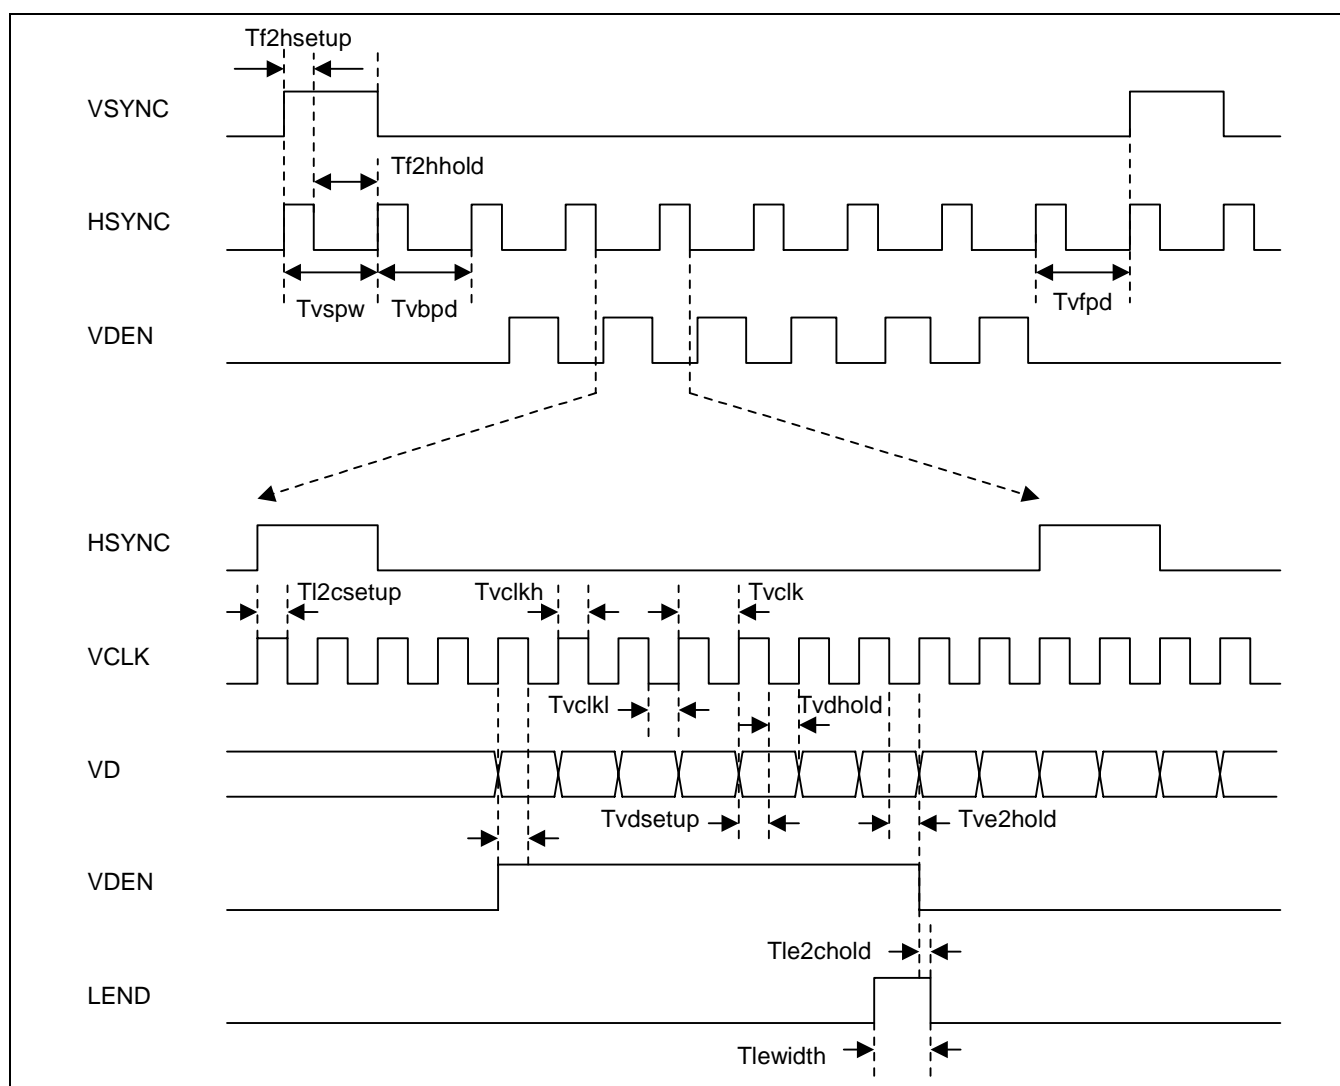 Tf2hsetup
VSYNC
Tf2hhold
HSYNC
Tvspw Tvbpd Tvfpd
VDEN
HSYNC
Tl2csetup Tvclkh Tvclk
VCLK
Tvclkl Tvdhold
VD
Tvdsetup Tve2hold
VDEN
Tle2chold
LEND
Tlewidth